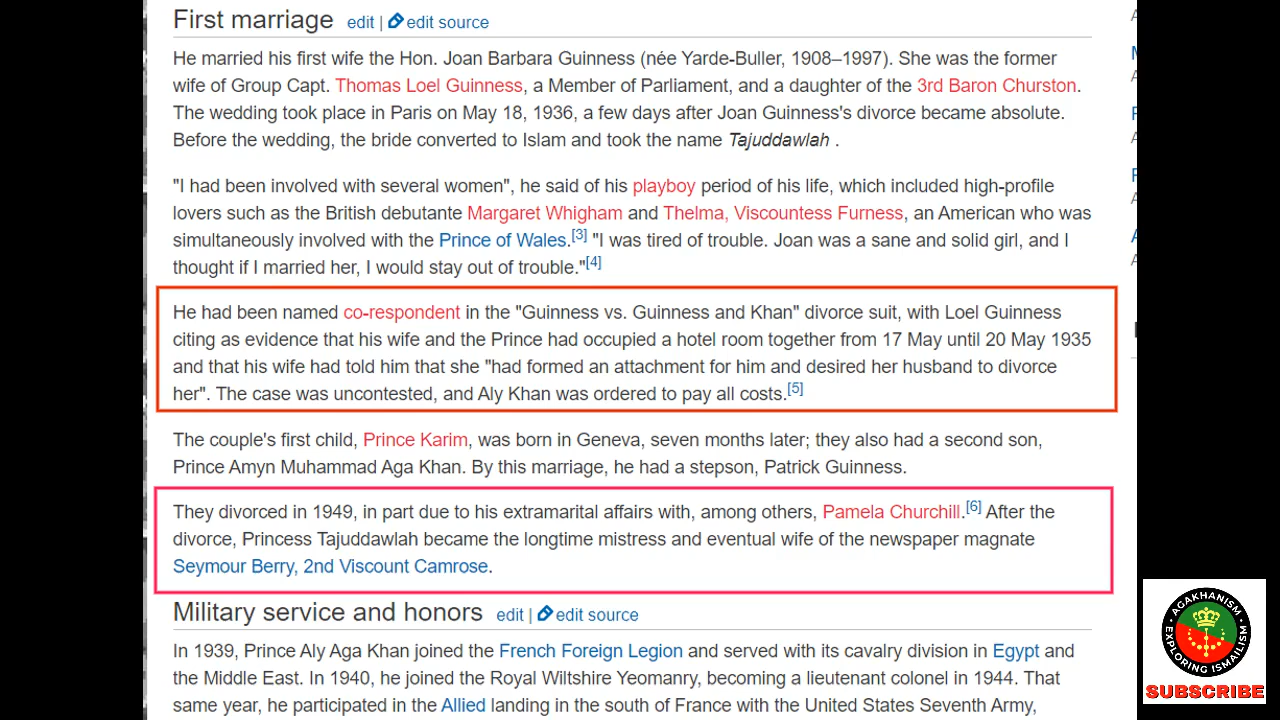 First marriage edit | edit source
He married his first wife the Hon. Joan Barbara Guinness (née Yarde-Buller, 1908–1997). She was the former
wife of Group Capt. Thomas Loel Guinness, a Member of Parliament, and a daughter of the 3rd Baron Churston.
The wedding took place in Paris on May 18, 1936, a few days after Joan Guinness's divorce became absolute.
Before the wedding, the bride converted to Islam and took the name Tajuddawlah .
"I had been involved with several women", he said of his playboy period of his life, which included high-profile
lovers such as the British debutante Margaret Whigham and Thelma, Viscountess Furness, an American who was
simultaneously involved with the Prince of Wales.[3] "I was tired of trouble. Joan was a sane and solid girl, and I
thought if I married her, I would stay out of trouble."[4]
He had been named co-respondent in the "Guinness vs. Guinness and Khan" divorce suit, with Loel Guinness
citing as evidence that his wife and the Prince had occupied a hotel room together from 17 May until 20 May 1935
and that his wife had told him that she "had formed an attachment for him and desired her husband to divorce
her". The case was uncontested, and Aly Khan was ordered to pay all costs.[5]
The couple's first child, Prince Karim, was born in Geneva, seven months later; they also had a second son,
Prince Amyn Muhammad Aga Khan. By this marriage, he had a stepson, Patrick Guinness.
They divorced in 1949, in part due to his extramarital affairs with, among others, Pamela Churchill.[6] After the
divorce, Princess Tajuddawlah became the longtime mistress and eventual wife of the newspaper magnate
Seymour Berry, 2nd Viscount Camrose.
Military service and honors edit | edit source
In 1939, Prince Aly Aga Khan joined the French Foreign Legion and served with its cavalry division in Egypt and
the Middle East. In 1940, he joined the Royal Wiltshire Yeomanry, becoming a lieutenant colonel in 1944. That
same year, he participated in the Allied landing in the south of France with the United States Seventh Army,
AGAKHANISM
EXPLORING ISMAILISM
SUBSCRIBE